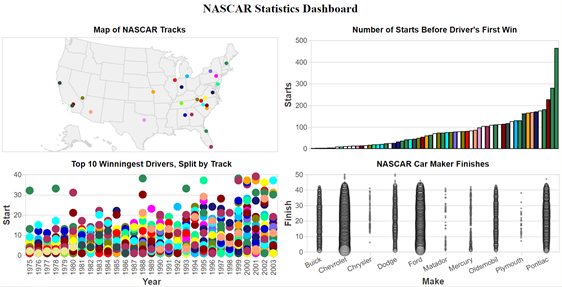 NASCAR Statistics Dashboard
Map of NASCAR Tracks
Number of Starts Before Driver's First Win
Starts
500
400
300
200
100
0
Top 10 Winningest Drivers, Split by Track
Start
40
30
20
10
0
1975 1976 1977 1978 1979 1980 1981 1982 1983 1984 1985 1986 1987 1988 1989 1990 1991 1992 1993 1994 1995 1996 1997 1998 1999 2000 2001 2002 2003
Year
NASCAR Car Maker Finishes
Finish
50
40
30
20
10
0
Buick Chevrolet Chrysler Dodge Ford Matador Mercury Oldsmobil Plymouth Pontiac
Make